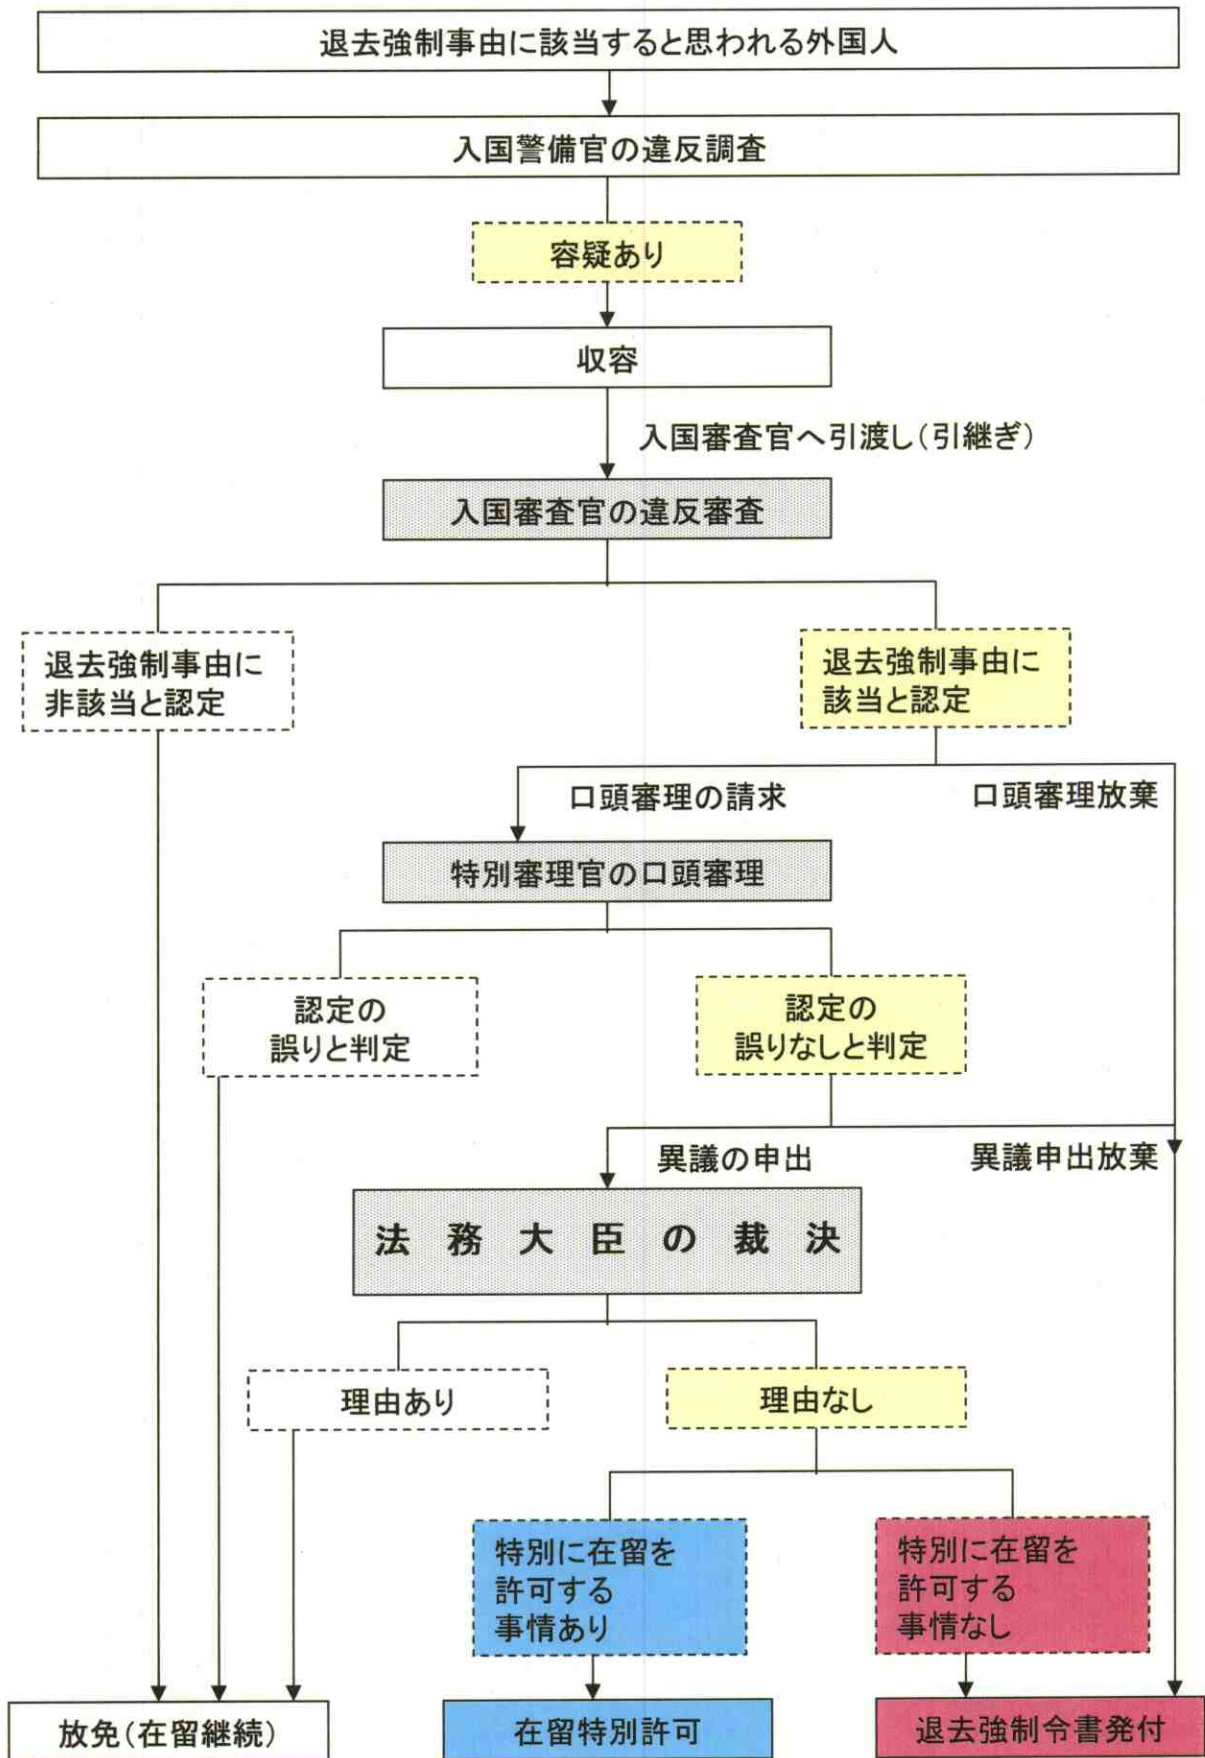 退去強制事由に該当すると思われる外国人
入国警備官の違反調査
容疑あり
収容
入国審査官へ引渡し(引継ぎ)
入国審査官の違反審査
退去強制事由に
非該当と認定
退去強制事由に
該当と認定
口頭審理の請求
口頭審理放棄
特別審理官の口頭審理
認定の
誤りと判定
認定の
誤りなしと判定
異議の申出
異議申出放棄
法務大臣の裁決
理由あり
理由なし
特別に在留を
許可する
事情あり
特別に在留を
許可する
事情なし
放免(在留継続)
在留特別許可
退去強制令書発付